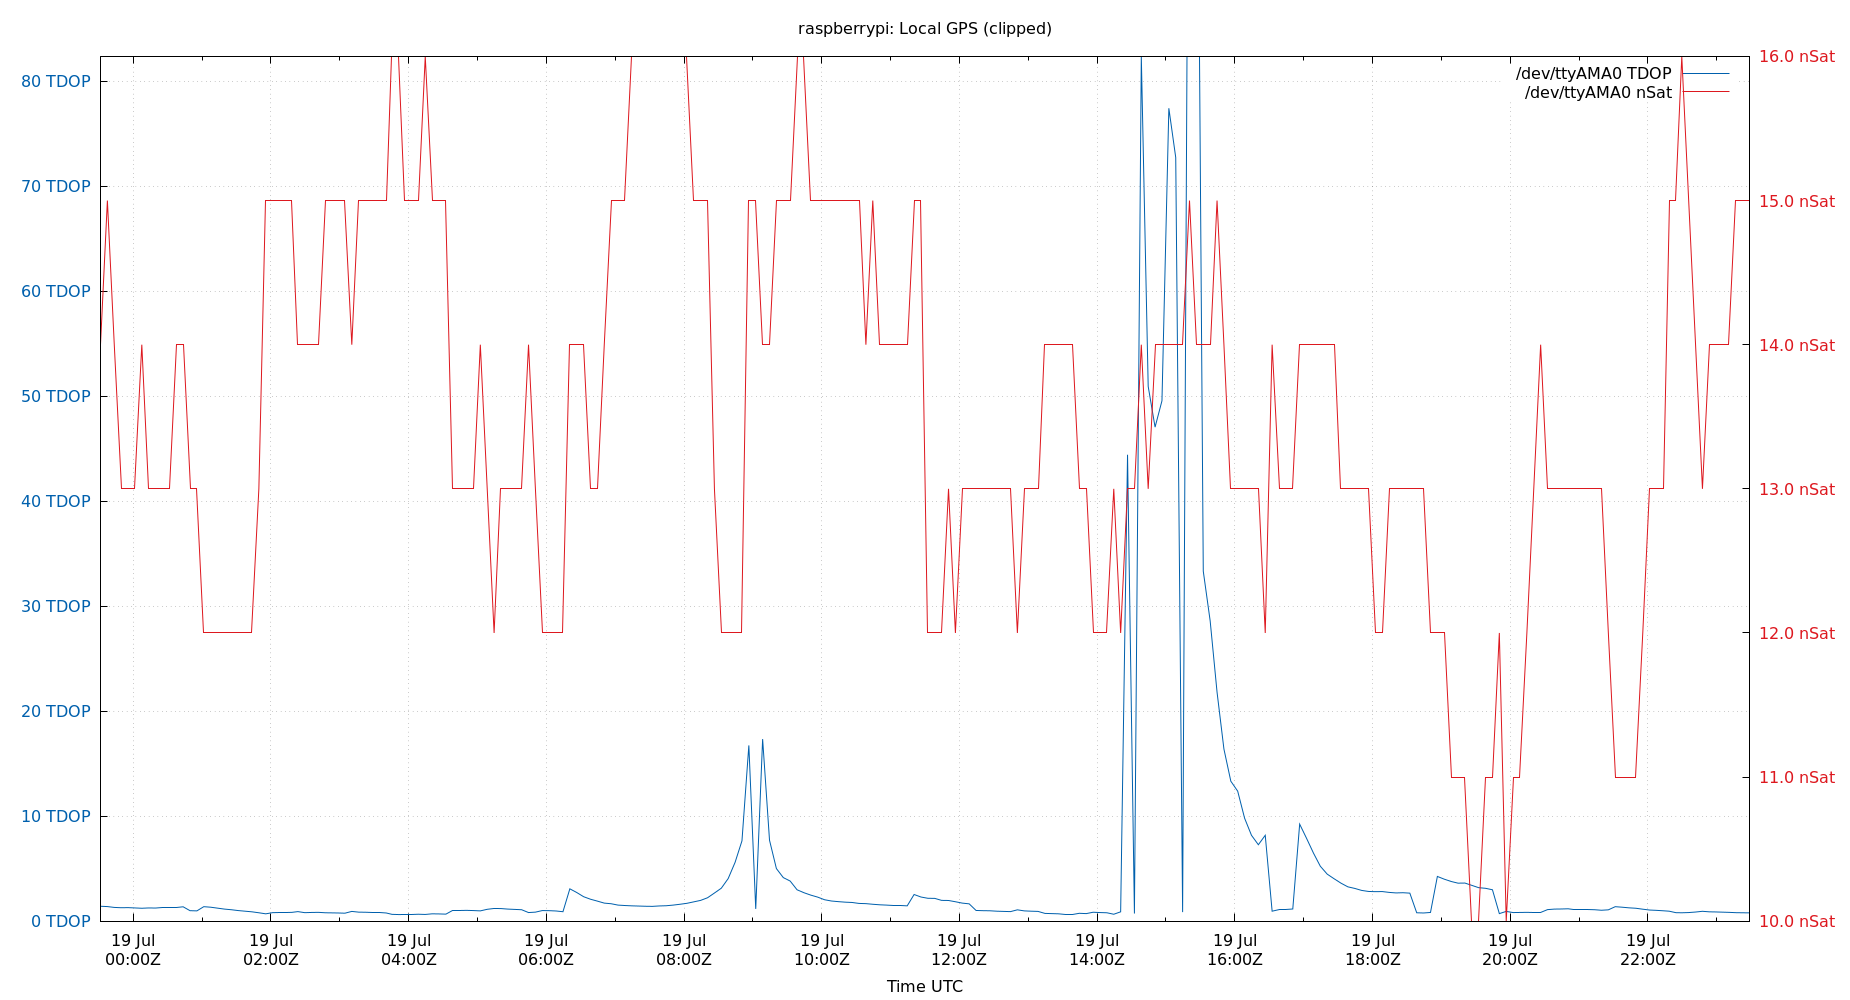 raspberrypi: Local GPS (clipped)
/dev/ttyAMA0 TDOP
/dev/ttyAMA0 nSat
80 TDOP
70 TDOP
60 TDOP
50 TDOP
40 TDOP
30 TDOP
20 TDOP
10 TDOP
0 TDOP
16.0 nSat
15.0 nSat
14.0 nSat
13.0 nSat
12.0 nSat
11.0 nSat
10.0 nSat
19 Jul
00:00Z
19 Jul
02:00Z
19 Jul
04:00Z
19 Jul
06:00Z
19 Jul
08:00Z
19 Jul
10:00Z
19 Jul
12:00Z
19 Jul
14:00Z
19 Jul
16:00Z
19 Jul
18:00Z
19 Jul
20:00Z
19 Jul
22:00Z
Time UTC